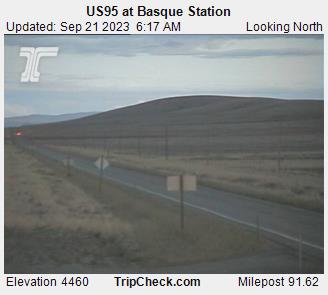 US95 at Basque Station
Updated: Sep 21 2023 6:17 AM Looking North
Elevation 4460 TripCheck.com Milepost 91.62